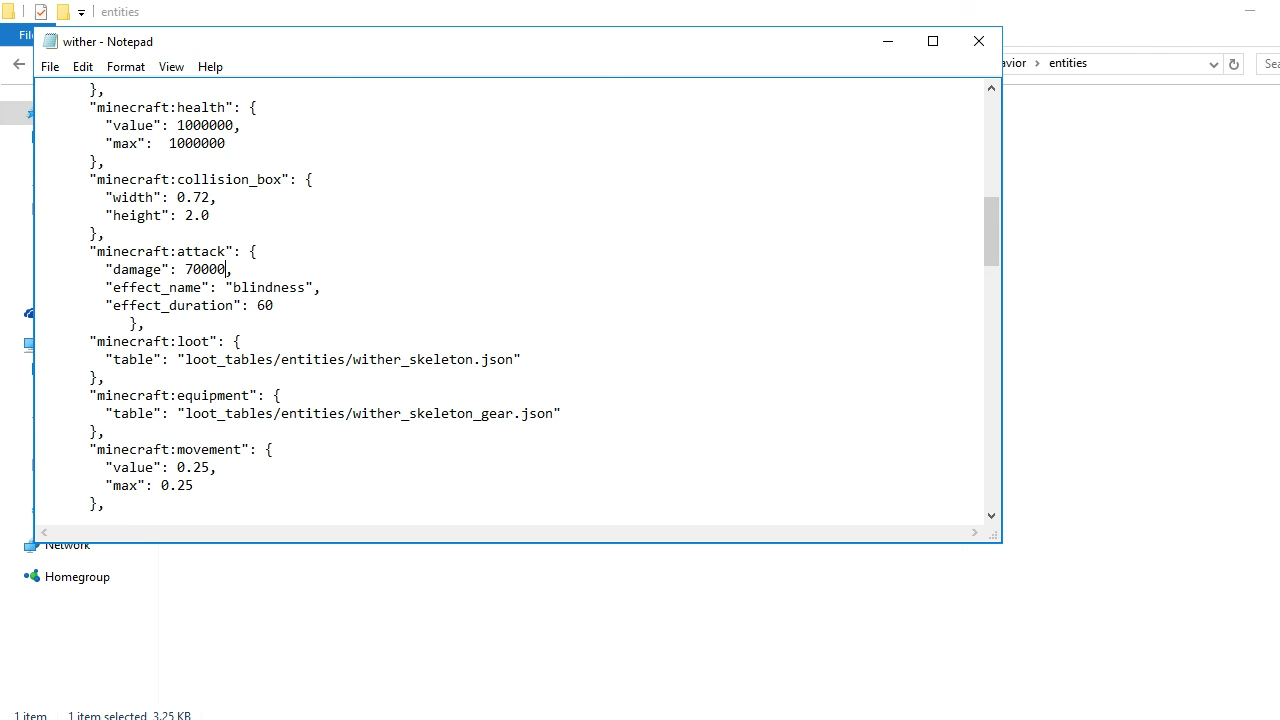 entities
Fil
wither - Notepad
File Edit Format View Help
avior > entities
Sea
},
"minecraft:health": {
"value": 1000000,
"max":  1000000
},
"minecraft:collision_box": {
"width": 0.72,
"height": 2.0
},
"minecraft:attack": {
"damage": 70000,
"effect_name": "blindness",
"effect_duration": 60
},
"minecraft:loot": {
"table": "loot_tables/entities/wither_skeleton.json"
},
"minecraft:equipment": {
"table": "loot_tables/entities/wither_skeleton_gear.json"
},
"minecraft:movement": {
"value": 0.25,
"max": 0.25
},
Network
Homegroup
1 item 1 item selected 3.25 KB